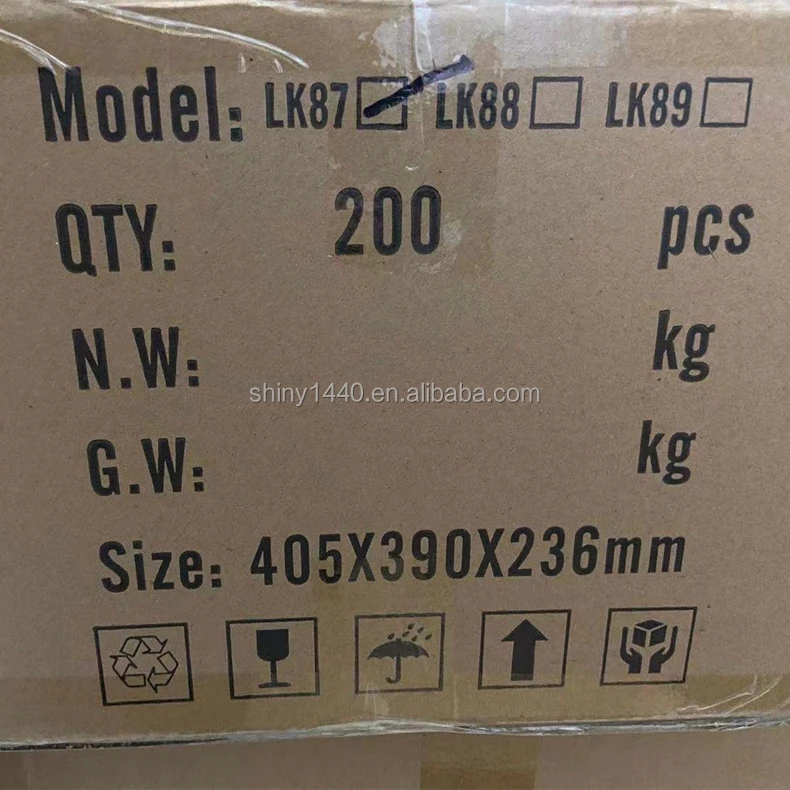 Model: LK87 LK88 LK89
QTY: 200 pcs
N.W: kg
shiny1440.en.alibaba.com
G.W: kg
Size: 405X390X236mm